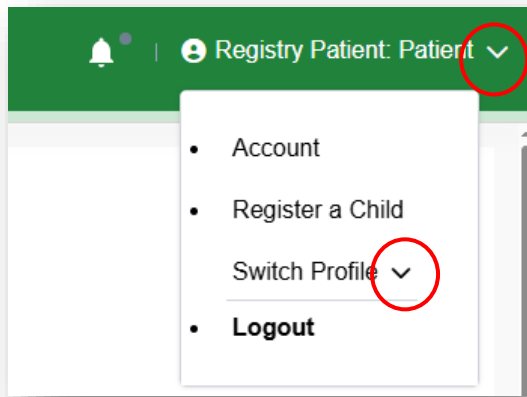 Registry Patient: Patient
Account
Register a Child
Switch Profile
Logout